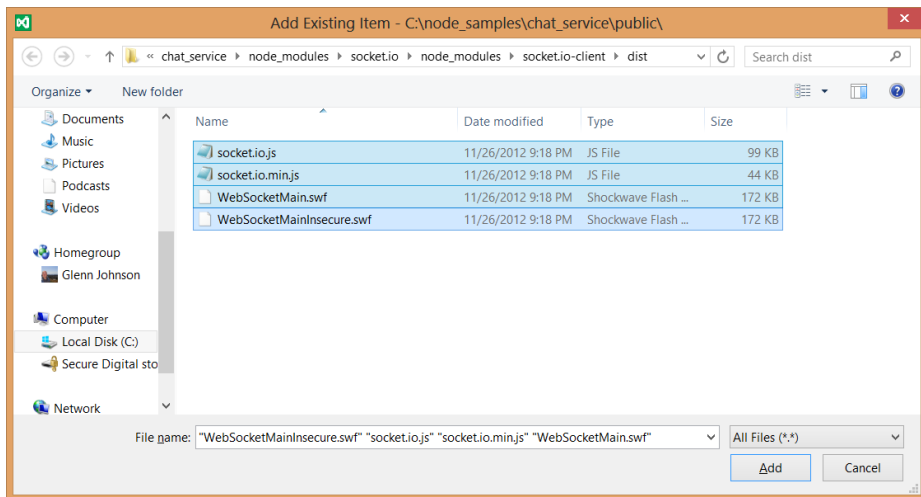 Add Existing Item - C:\node_samples\chat_service\public\
« chat_service node_modules socket.io node_modules socket.io-client dist
Search dist
Organize New folder
Name Date modified Type Size
Documents
Music
Pictures
Podcasts
Videos
Homegroup
Glenn Johnson
Computer
Local Disk (C:)
Secure Digital sto
Network
socket.io.js 11/26/2012 9:18 PM JS File 99 KB
socket.io.min.js 11/26/2012 9:18 PM JS File 44 KB
WebSocketMain.swf 11/26/2012 9:18 PM Shockwave Flash ... 172 KB
WebSocketMainInsecure.swf 11/26/2012 9:18 PM Shockwave Flash ... 172 KB
File name: "WebSocketMainInsecure.swf" "socket.io.js" "socket.io.min.js" "WebSocketMain.swf" All Files (*.*)
Add Cancel